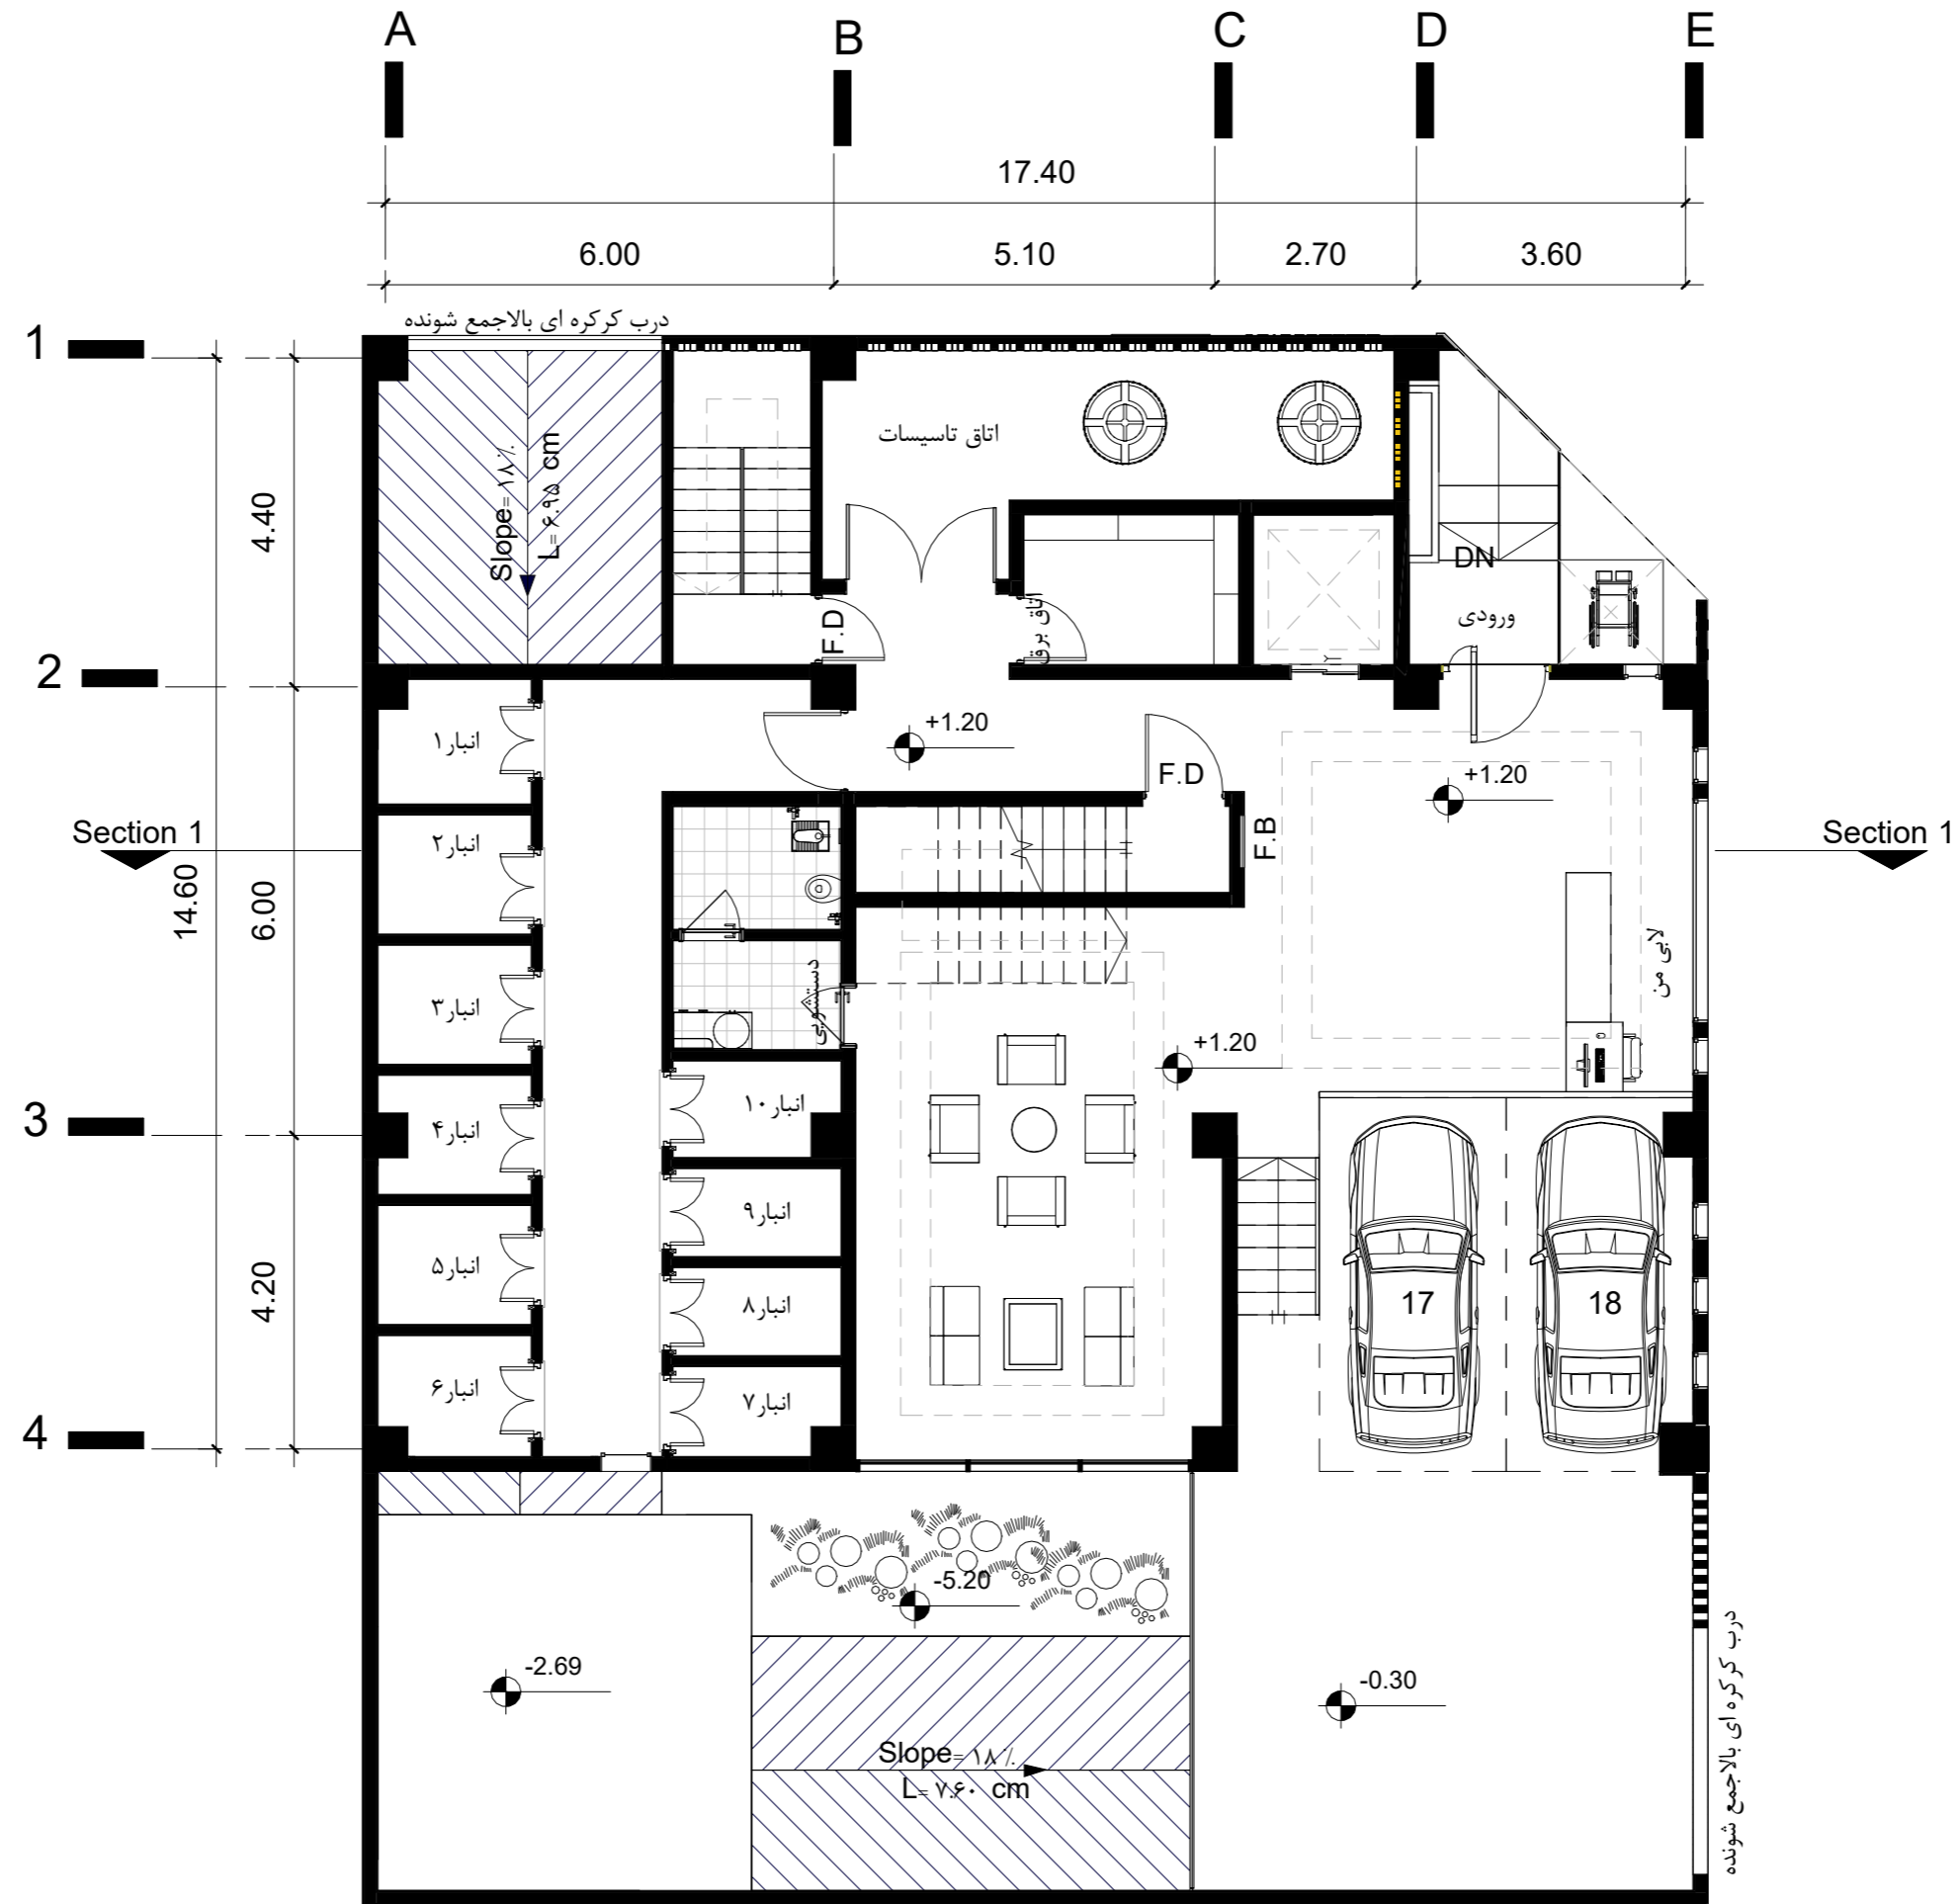 A
B
C
D
E
17.40
6.00
5.10
2.70
3.60
درب کرکره ای بالاجمع شونده
1
2
3
4
4.40
6.00
14.60
4.20
Slope= ۱۸٪
L= ۶.۹۵ cm
اتاق تاسیسات
DN
ورودی
F.D
اتاق برق
+1.20
F.D
+1.20
F.B
Section 1
Section 1
انبار۱
انبار۲
انبار۳
انبار۴
انبار۵
انبار۶
دستشویی
لابی من
+1.20
انبار۱۰
انبار۹
انبار۸
انبار۷
17
18
-5.20
-2.69
-0.30
Slope= ۱۸٪
L= ۷.۶۰ cm
درب کرکره ای بالاجمع شونده